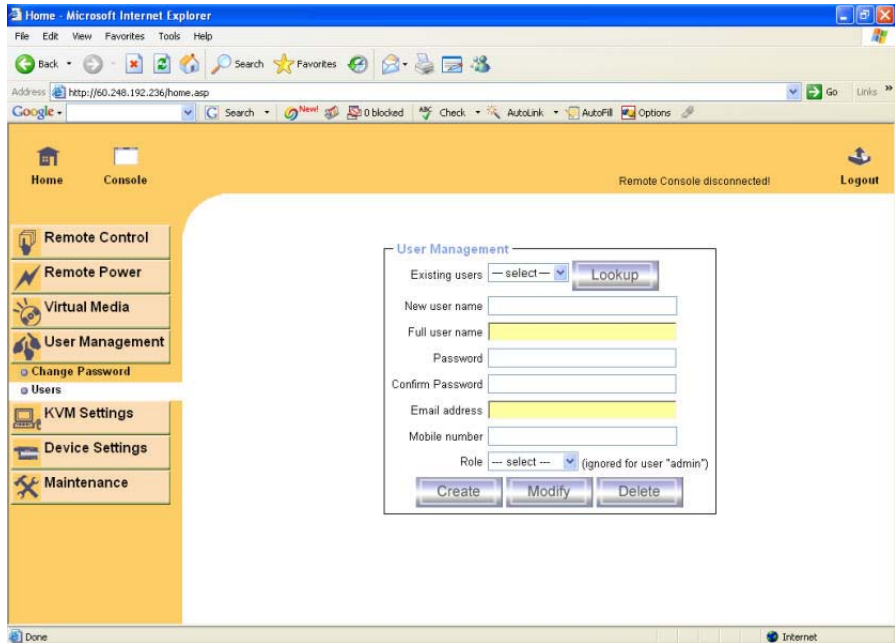 Home - Microsoft Internet Explorer
File Edit View Favorites Tools Help
Back Search Favorites
Address http://60.248.192.236/home.asp Go Links »
Google Search New! 0 blocked ABC Check AutoLink AutoFill Options
Home Console Remote Console disconnected! Logout
Remote Control
Remote Power
Virtual Media
User Management
Change Password
Users
KVM Settings
Device Settings
Maintenance
User Management
Existing users --- select --- Lookup
New user name
Full user name
Password
Confirm Password
Email address
Mobile number
Role --- select --- (ignored for user "admin")
Create Modify Delete
Done Internet